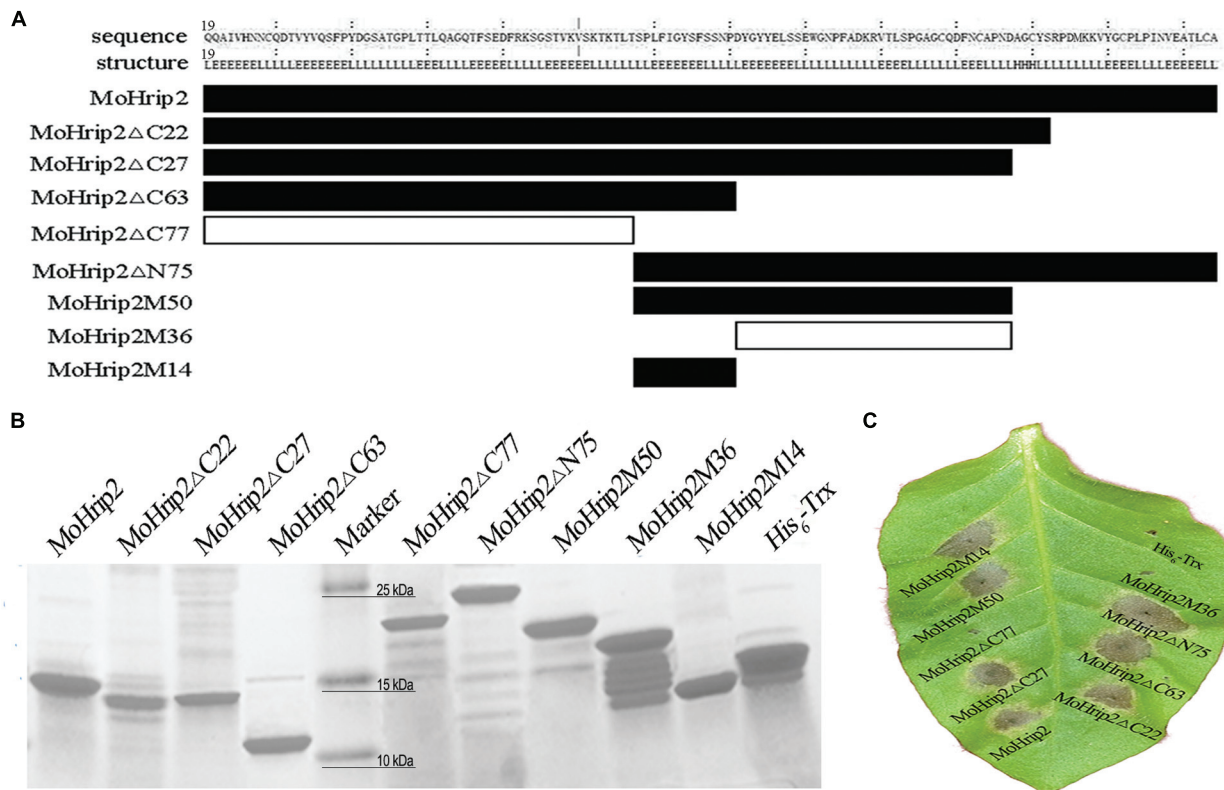 A
19
sequence QQAIVHNNCQDTVYVQSFPYDGSATGPLTTLQAGQTFSEDFRKSGSTVKVSKTKTLTSPLFIGYSFSSNPDYGYYELSSEWGNPFADKRVTLSPGAGCQDFNCAPNDAGCYSRPDMKKVYGCPLPINVEATLCA
19
structure
MoHrip2
MoHrip2△C22
MoHrip2△C27
MoHrip2△C63
MoHrip2△C77
MoHrip2△N75
MoHrip2M50
MoHrip2M36
MoHrip2M14
B
MoHrip2 MoHrip2△C22 MoHrip2△C27 MoHrip2△C63 Marker MoHrip2△C77 MoHrip2△N75 MoHrip2M50 MoHrip2M36 MoHrip2M14 His6-Trx
25 kDa
15 kDa
10 kDa
C
His6-Trx
MoHrip2M14
MoHrip2M36
MoHrip2M50
MoHrip2△N75
MoHrip2△C77
MoHrip2△C63
MoHrip2△C27
MoHrip2△C22
MoHrip2